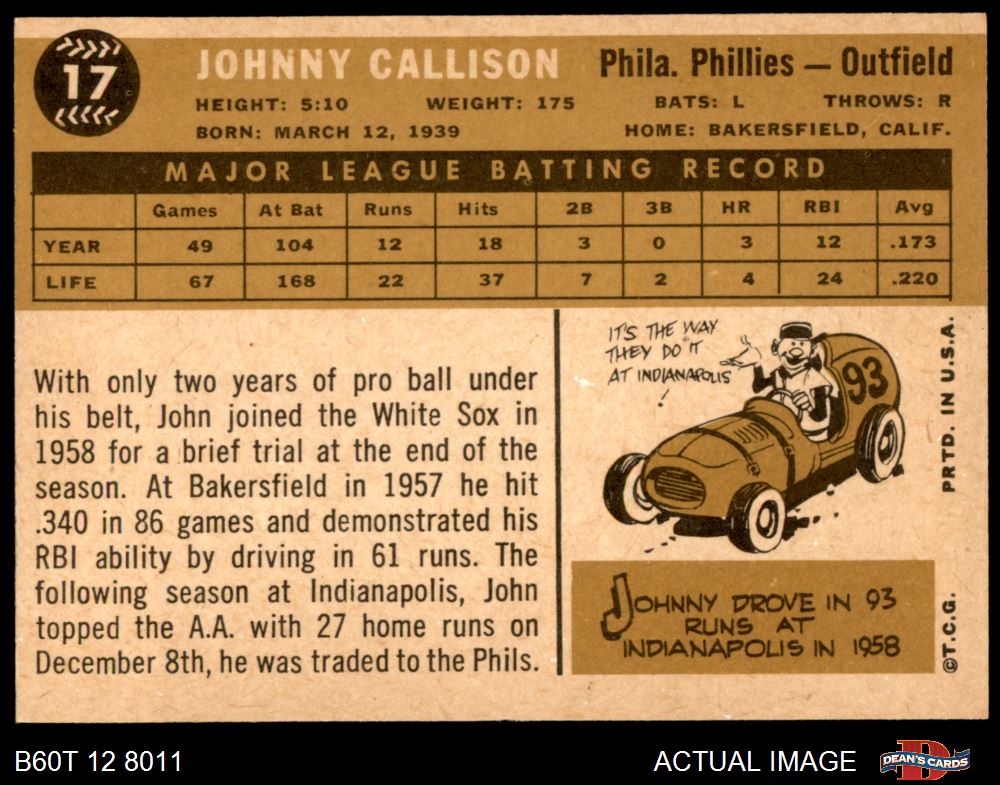 17
JOHNNY CALLISON
Phila. Phillies — Outfield
HEIGHT: 5:10 WEIGHT: 175 BATS: L THROWS: R
BORN: MARCH 12, 1939 HOME: BAKERSFIELD, CALIF.
MAJOR LEAGUE BATTING RECORD
Games At Bat Runs Hits 2B 3B HR RBI Avg
YEAR 49 104 12 18 3 0 3 12 .173
LIFE 67 168 22 37 7 2 4 24 .220
With only two years of pro ball under
his belt, John joined the White Sox in
1958 for a brief trial at the end of the
season. At Bakersfield in 1957 he hit
.340 in 86 games and demonstrated his
RBI ability by driving in 61 runs. The
following season at Indianapolis, John
topped the A.A. with 27 home runs on
December 8th, he was traded to the Phils.
IT'S THE WAY
THEY DO IT
AT INDIANAPOLIS
!
93
JOHNNY DROVE IN 93
RUNS AT
INDIANAPOLIS IN 1958
PRTD. IN U.S.A.
©T.C.G.
B60T 12 8011
ACTUAL IMAGE
D
DEAN'S CARDS